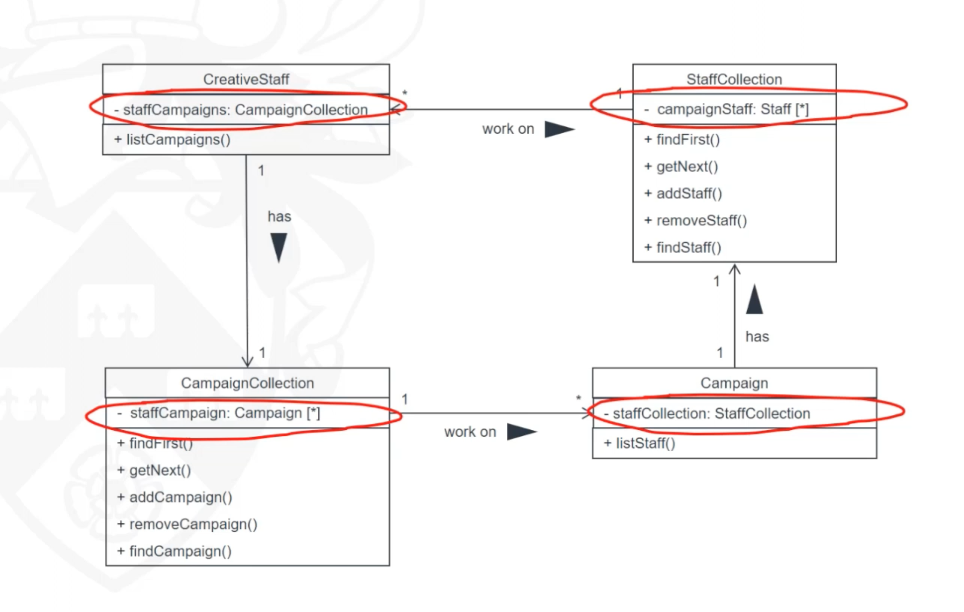 CreativeStaff
- staffCampaigns: CampaignCollection
+ listCampaigns()
*
1
work on
StaffCollection
- campaignStaff: Staff [*]
+ findFirst()
+ getNext()
+ addStaff()
+ removeStaff()
+ findStaff()
1
has
1
1
has
1
CampaignCollection
- staffCampaign: Campaign [*]
+ findFirst()
+ getNext()
+ addCampaign()
+ removeCampaign()
+ findCampaign()
1
*
work on
Campaign
- staffCollection: StaffCollection
+ listStaff()